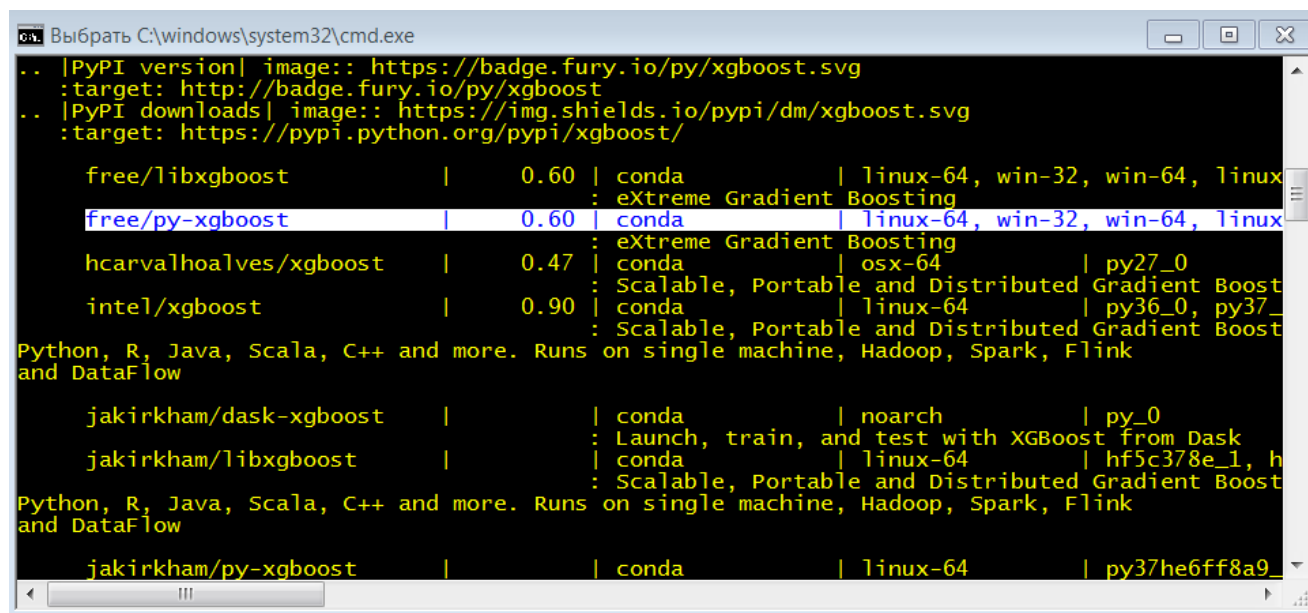 Выбрать C:\windows\system32\cmd.exe
.. |PyPI version| image:: https://badge.fury.io/py/xgboost.svg
:target: http://badge.fury.io/py/xgboost
.. |PyPI downloads| image:: https://img.shields.io/pypi/dm/xgboost.svg
:target: https://pypi.python.org/pypi/xgboost/
free/libxgboost | 0.60 | conda | linux-64, win-32, win-64, linux
: eXtreme Gradient Boosting
free/py-xgboost | 0.60 | conda | linux-64, win-32, win-64, linux
: eXtreme Gradient Boosting
hcarvalhoalves/xgboost | 0.47 | conda | osx-64 | py27_0
: Scalable, Portable and Distributed Gradient Boost
intel/xgboost | 0.90 | conda | linux-64 | py36_0, py37_
: Scalable, Portable and Distributed Gradient Boost
Python, R, Java, Scala, C++ and more. Runs on single machine, Hadoop, Spark, Flink
and DataFlow
jakirkham/dask-xgboost | | conda | noarch | py_0
: Launch, train, and test with XGBoost from Dask
jakirkham/libxgboost | | conda | linux-64 | hf5c378e_1, h
: Scalable, Portable and Distributed Gradient Boost
Python, R, Java, Scala, C++ and more. Runs on single machine, Hadoop, Spark, Flink
and DataFlow
jakirkham/py-xgboost | | conda | linux-64 | py37he6ff8a9_